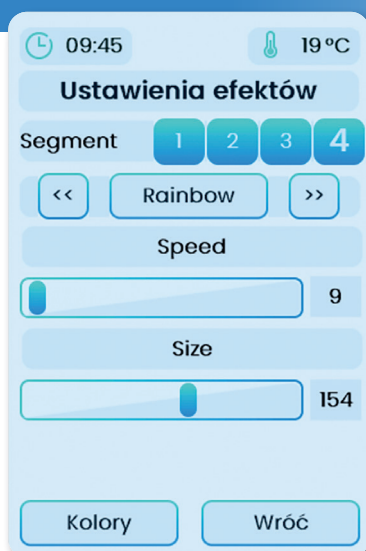 09:45 19 °C
Ustawienia efektów
Segment 1 2 3 4
<< Rainbow >>
Speed
9
Size
154
Kolory Wróć